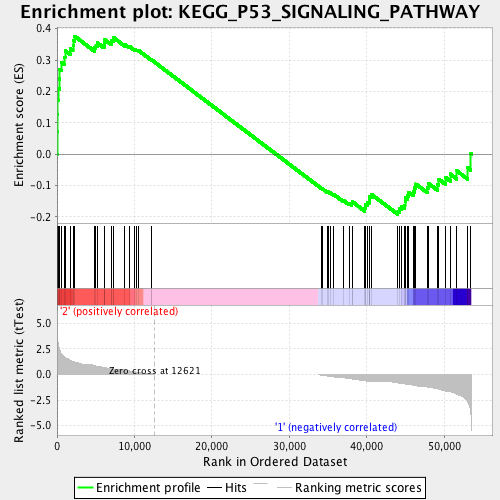 Enrichment plot: KEGG_P53_SIGNALING_PATHWAY
Enrichment score (ES)
0.4
0.3
0.2
0.1
0.0
-0.1
-0.2
'2' (positively correlated)
Ranked list metric (tTest)
5.0
2.5
0.0
-2.5
-5.0
Zero cross at 12621
'1' (negatively correlated)
0
10,000
20,000
30,000
40,000
50,000
Rank in Ordered Dataset
Enrichment profile
Hits
Ranking metric scores